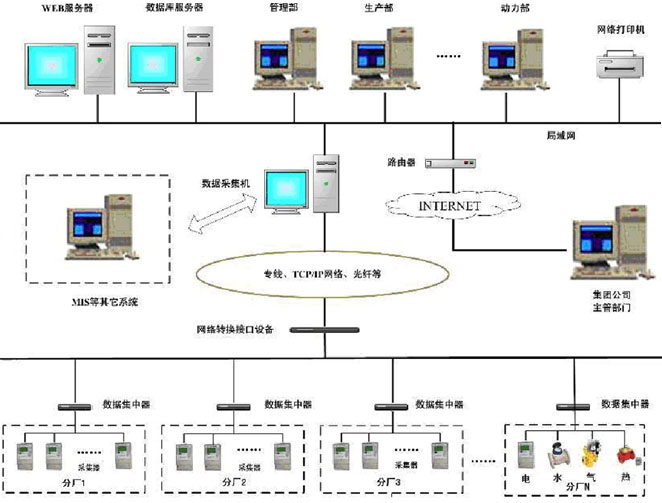 WEB服务器
数据库服务器
管理部
生产部
……
动力部
网络打印机
局域网
数据采集机
路由器
INTERNET
专线、TCP/IP网络、光钎等
MIS等其它系统
集团公司
主管部门
网络转换接口设备
数据集中器
数据集中器
数据集中器
数据集中器
……
采集器
分厂1
……
采集器
分厂2
……
采集器
分厂3
……
电
水
气
热
分厂N